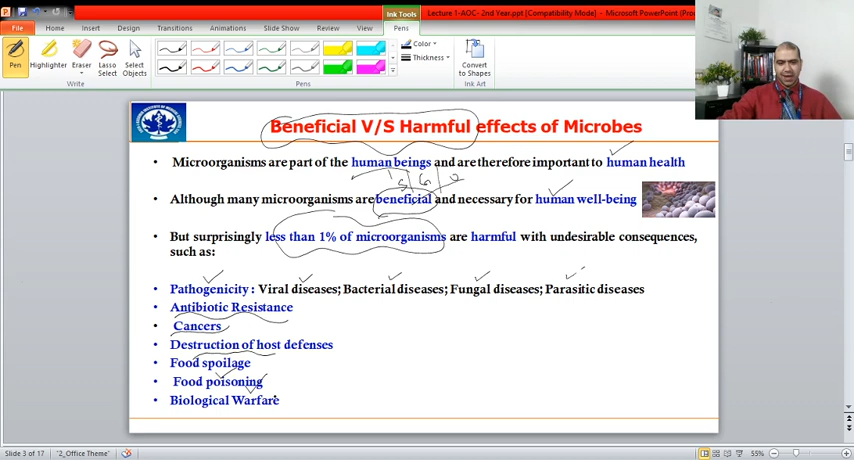 Ink Tools
Lecture 1-AOC- 2nd Year.ppt [Compatibility Mode] - Microsoft PowerPoint (Pro
File Home Insert Design Transitions Animations Slide Show Review View Pens
Pen Highlighter Eraser Lasso Select Select Objects
Color
Thickness
Convert to Shapes
Write Pens Ink Art
Beneficial V/S Harmful effects of Microbes
• Microorganisms are part of the human beings and are therefore important to human health
• Although many microorganisms are beneficial and necessary for human well-being
• But surprisingly less than 1% of microorganisms are harmful with undesirable consequences,
such as:
• Pathogenicity : Viral diseases; Bacterial diseases; Fungal diseases; Parasitic diseases
• Antibiotic Resistance
• Cancers
• Destruction of host defenses
• Food spoilage
• Food poisoning
• Biological Warfare
Slide 3 of 17 "2_Office Theme" 55%